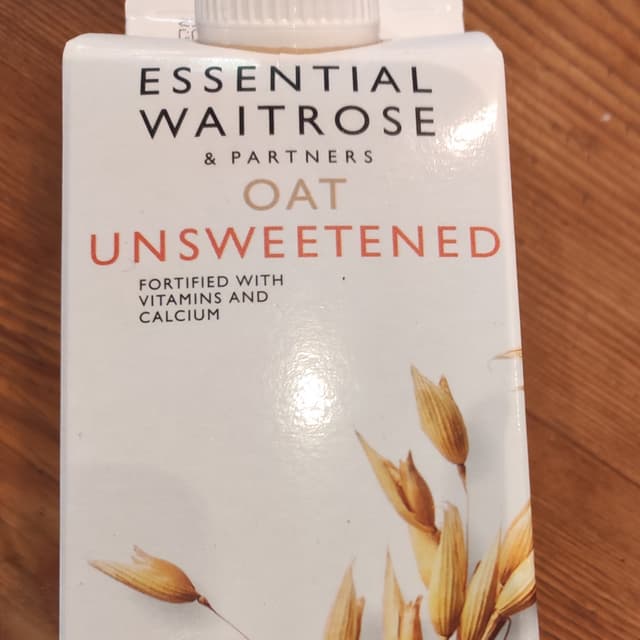 ESSENTIAL
WAITROSE
& PARTNERS
OAT
UNSWEETENED
FORTIFIED WITH
VITAMINS AND
CALCIUM